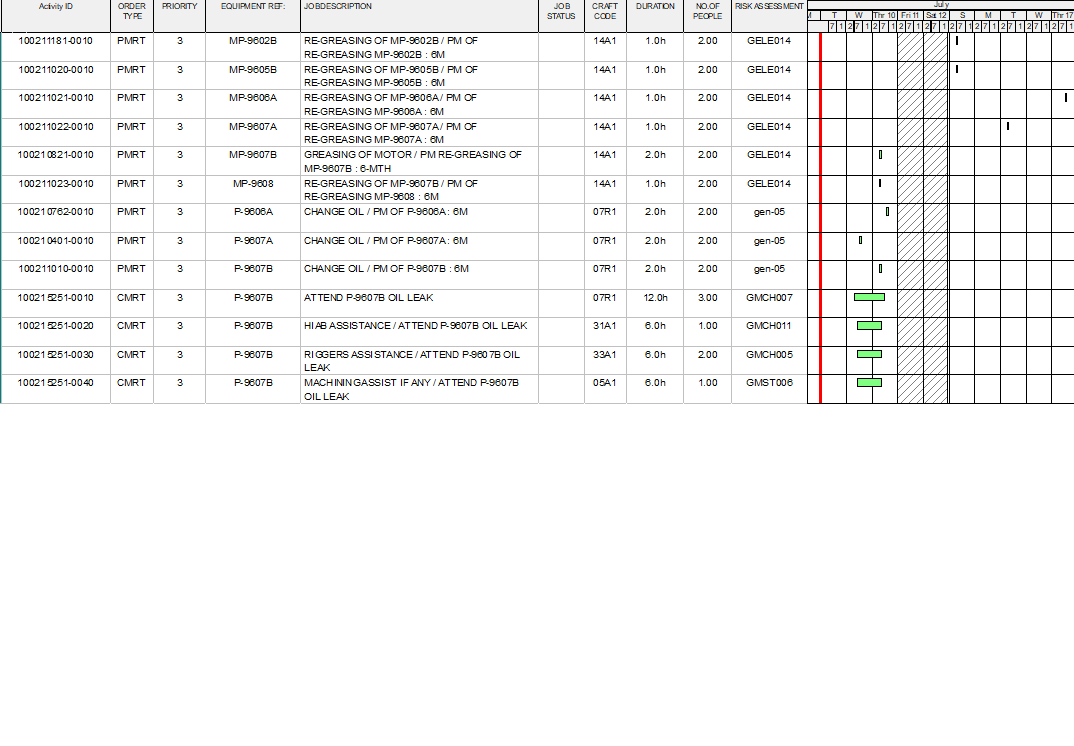 July
Activity ID ORDER TYPE PRIORITY EQUIPMENT REF: JOBDESCRIPTION JOB STATUS CRAFT CODE DURATION NO.OF PEOPLE RISK ASSESSMENT
T W Thr 10 Fri 11 Sat 12 S M T W Thr 17
100211181-0010 PMRT 3 MP-9602B RE-GREASING OF MP-9602B / PM OF 14A1 1.0h 2.00 GELE014
RE-GREASING MP-9602B : 6M
100211020-0010 PMRT 3 MP-9605B RE-GREASING OF MP-9605B / PM OF 14A1 1.0h 2.00 GELE014
RE-GREASING MP-9605B : 6M
100211021-0010 PMRT 3 MP-9606A RE-GREASING OF MP-9606A / PM OF 14A1 1.0h 2.00 GELE014
RE-GREASING MP-9606A : 6M
100211022-0010 PMRT 3 MP-9607A RE-GREASING OF MP-9607A / PM OF 14A1 1.0h 2.00 GELE014
RE-GREASING MP-9607A : 6M
100210821-0010 PMRT 3 MP-9607B GREASING OF MOTOR / PM RE-GREASING OF 14A1 2.0h 2.00 GELE014
MP-9607B : 6-MTH
100211023-0010 PMRT 3 MP-9608 RE-GREASING OF MP-9607B / PM OF 14A1 1.0h 2.00 GELE014
RE-GREASING MP-9608 : 6M
100210762-0010 PMRT 3 P-9606A CHANGE OIL / PM OF P-9606A : 6M 07R1 2.0h 2.00 gen-05
100210401-0010 PMRT 3 P-9607A CHANGE OIL / PM OF P-9607A : 6M 07R1 2.0h 2.00 gen-05
100211010-0010 PMRT 3 P-9607B CHANGE OIL / PM OF P-9607B : 6M 07R1 2.0h 2.00 gen-05
100215251-0010 CMRT 3 P-9607B ATTEND P-9607B OIL LEAK 07R1 12.0h 3.00 GMCH007
100215251-0020 CMRT 3 P-9607B HIAB ASSISTANCE / ATTEND P-9607B OIL LEAK 31A1 6.0h 1.00 GMCH011
100215251-0030 CMRT 3 P-9607B RIGGERS ASSISTANCE / ATTEND P-9607B OIL 33A1 6.0h 2.00 GMCH005
LEAK
100215251-0040 CMRT 3 P-9607B MACHINING ASSIST IF ANY / ATTEND P-9607B 05A1 6.0h 1.00 GMST006
OIL LEAK